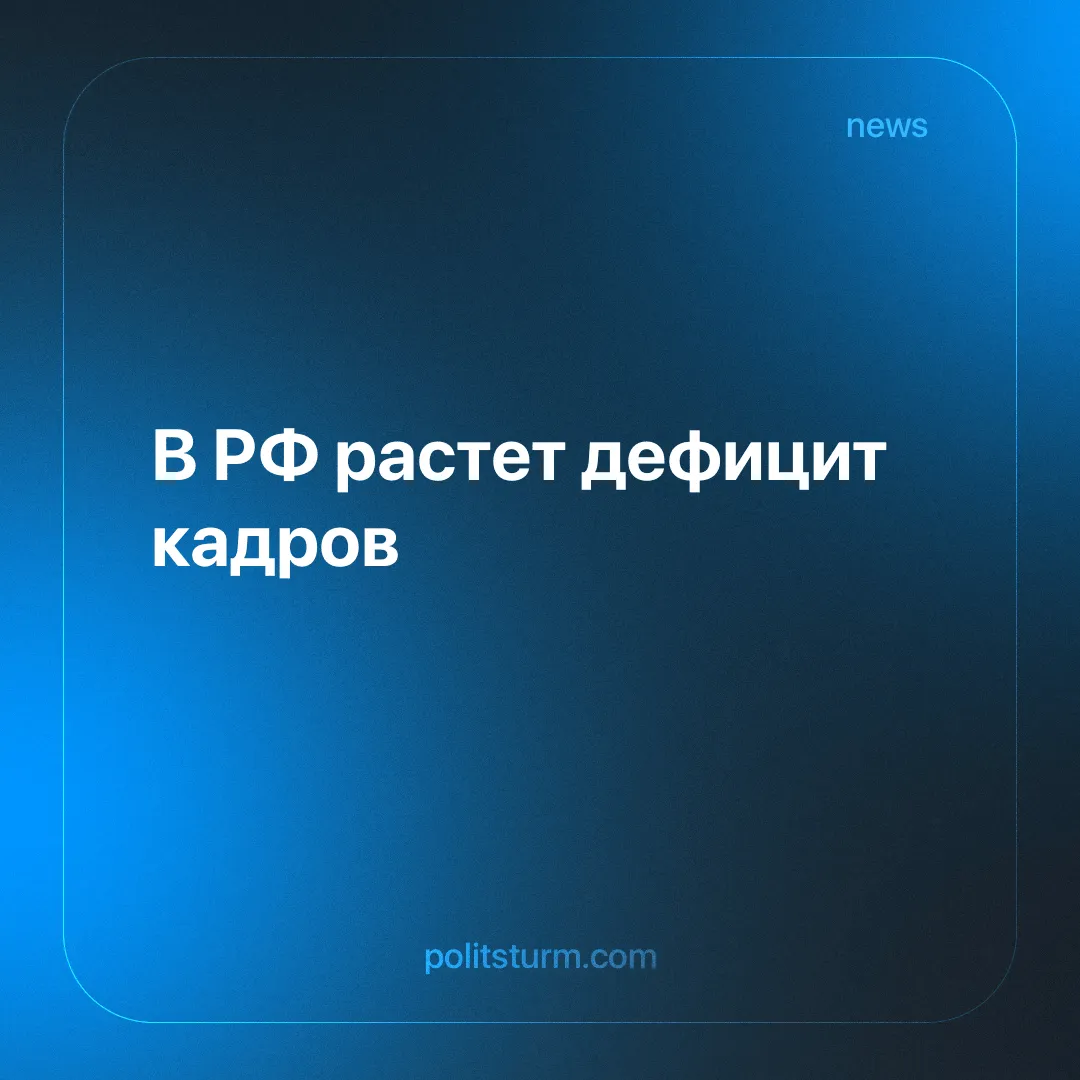 news
В РФ растет дефицит
кадров
politsturm.com